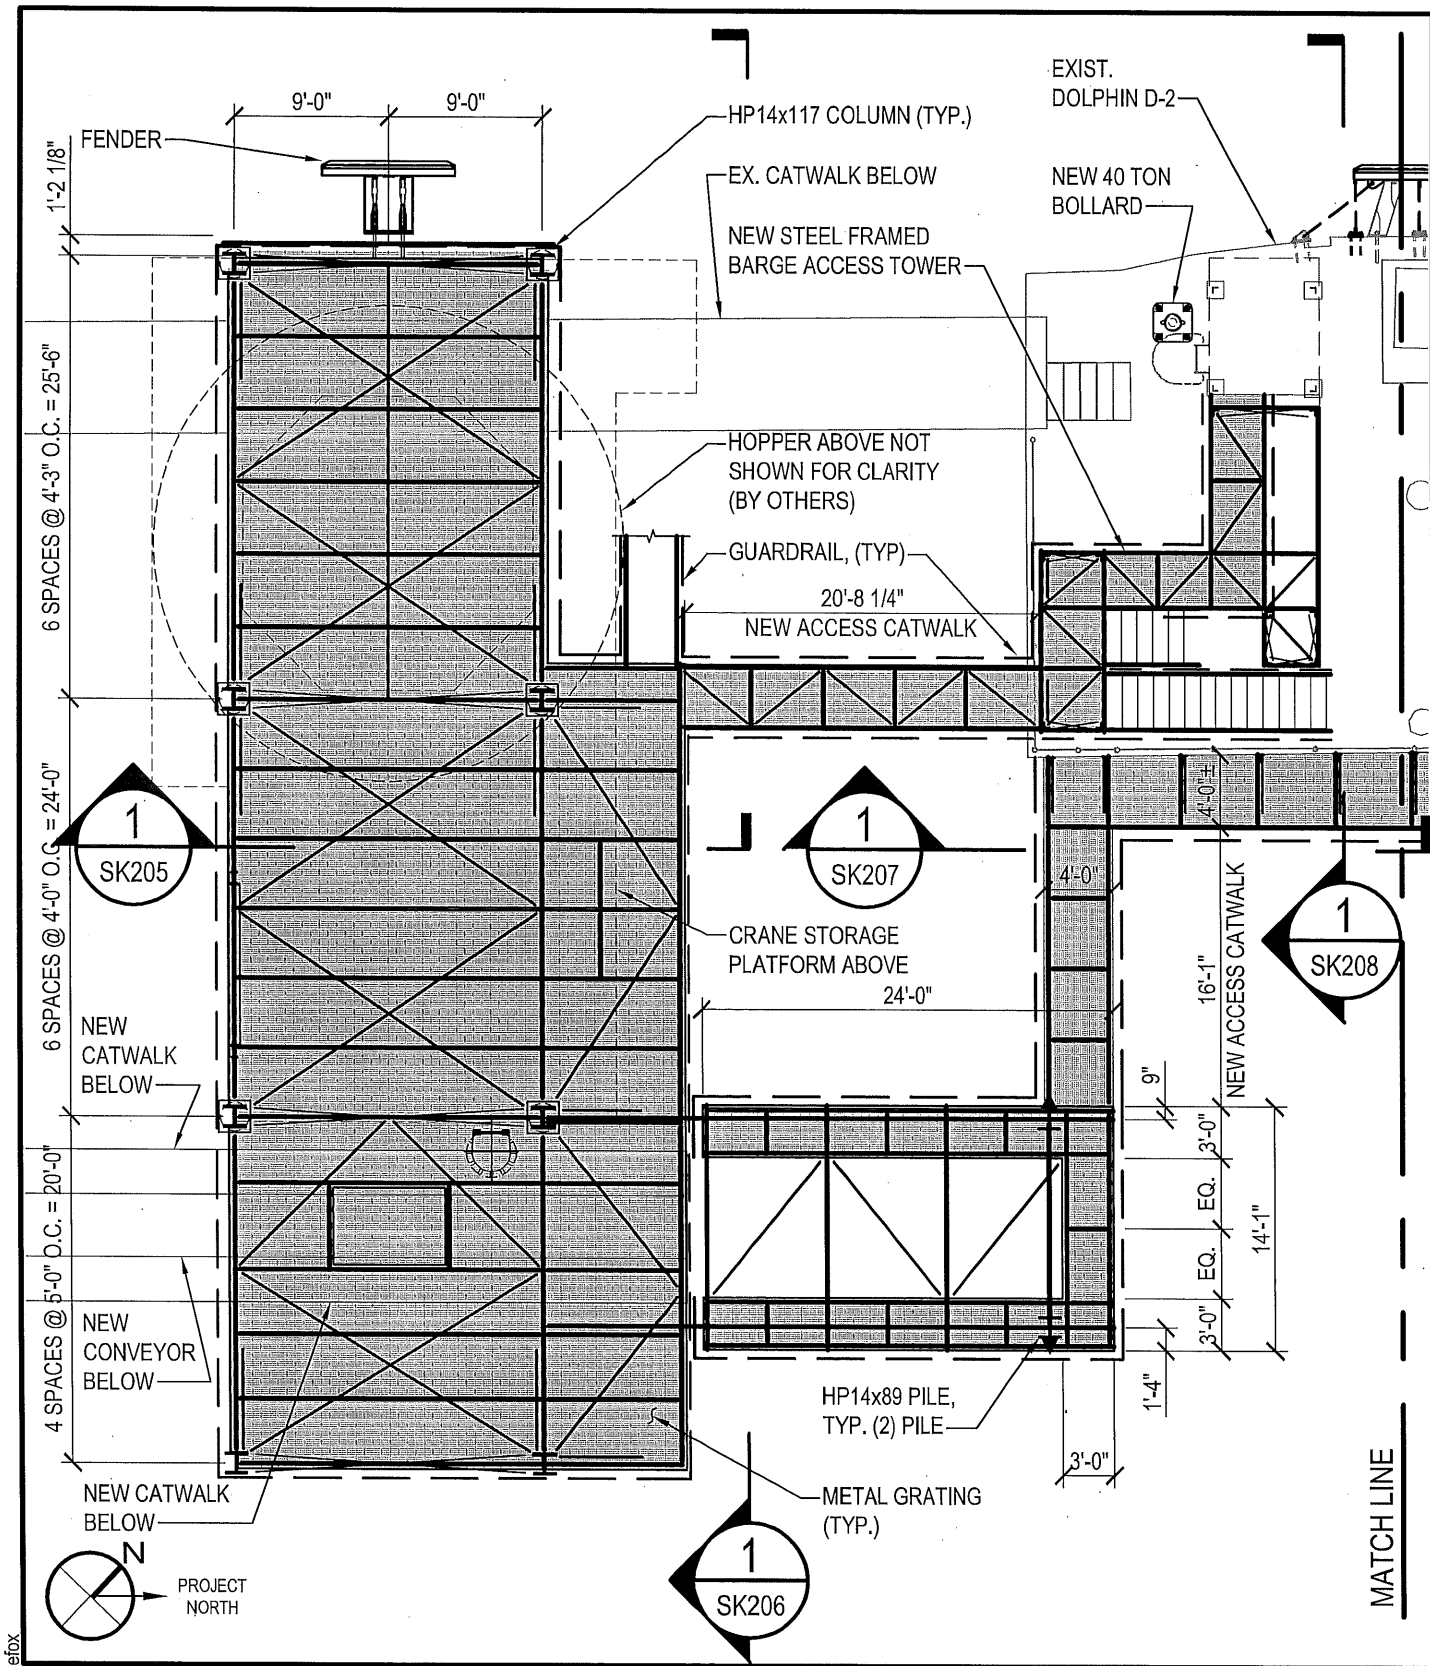 EXIST.
DOLPHIN D-2
9'-0"
9'-0"
HP14x117 COLUMN (TYP.)
FENDER
EX. CATWALK BELOW
NEW 40 TON
BOLLARD
1'-2 1/8"
NEW STEEL FRAMED
BARGE ACCESS TOWER
6 SPACES @ 4'-3" O.C. = 25'-6"
HOPPER ABOVE NOT
SHOWN FOR CLARITY
(BY OTHERS)
GUARDRAIL, (TYP)
20'-8 1/4"
NEW ACCESS CATWALK
6 SPACES @ 4'-0" O.C. = 24'-0"
4'-0"±
1
SK205
1
SK207
4'-0"
1
SK208
CRANE STORAGE
PLATFORM ABOVE
24'-0"
16'-1"
NEW ACCESS CATWALK
NEW
CATWALK
BELOW
9"
3'-0"
EQ.
14'-1"
EQ.
3'-0"
4 SPACES @ 5'-0" O.C. = 20'-0"
NEW
CONVEYOR
BELOW
HP14x89 PILE,
TYP. (2) PILE
1'-4"
3'-0"
NEW CATWALK
BELOW
METAL GRATING
(TYP.)
MATCH LINE
N
PROJECT
NORTH
1
SK206
efox